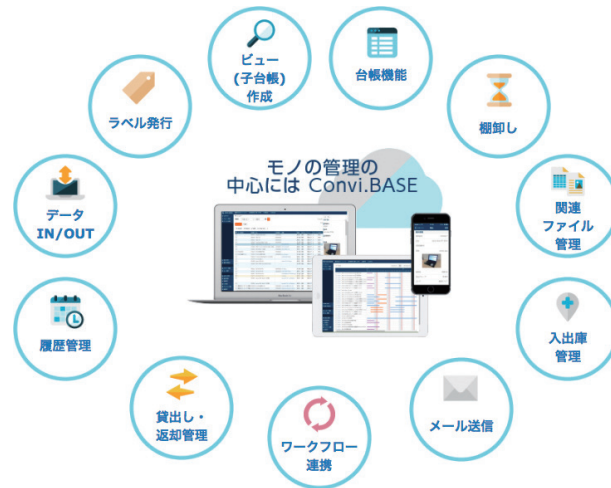 ビュー
(子台帳)
作成
台帳機能
ラベル発行
棚卸し
モノの管理の
中心には Convi.BASE
データ
IN/OUT
関連
ファイル
管理
履歴管理
入出庫
管理
貸出し・
返却管理
メール送信
ワークフロー
連携